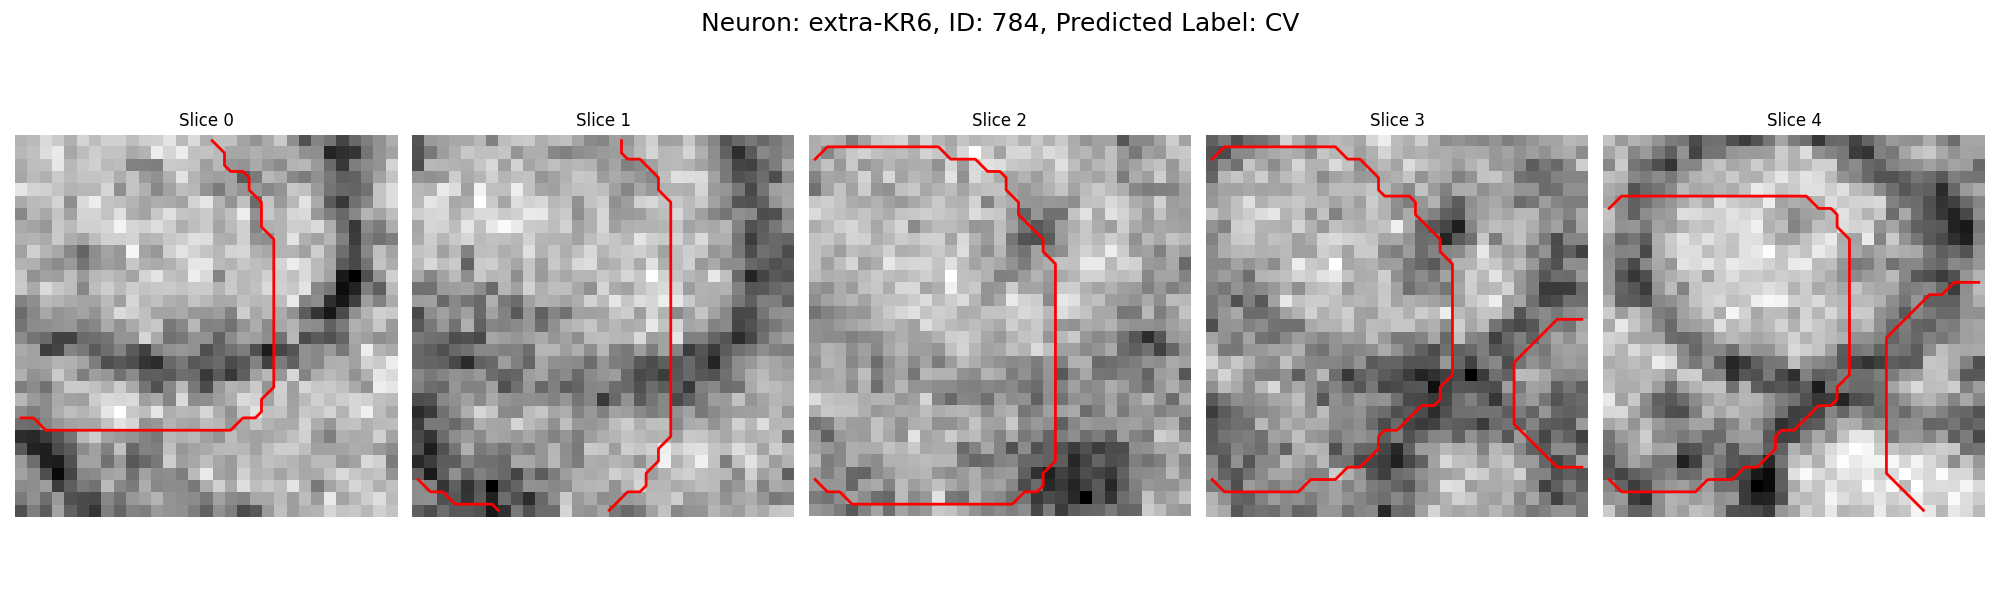 Neuron: extra-KR6, ID: 784, Predicted Label: CV
Slice 0
Slice 1
Slice 2
Slice 3
Slice 4